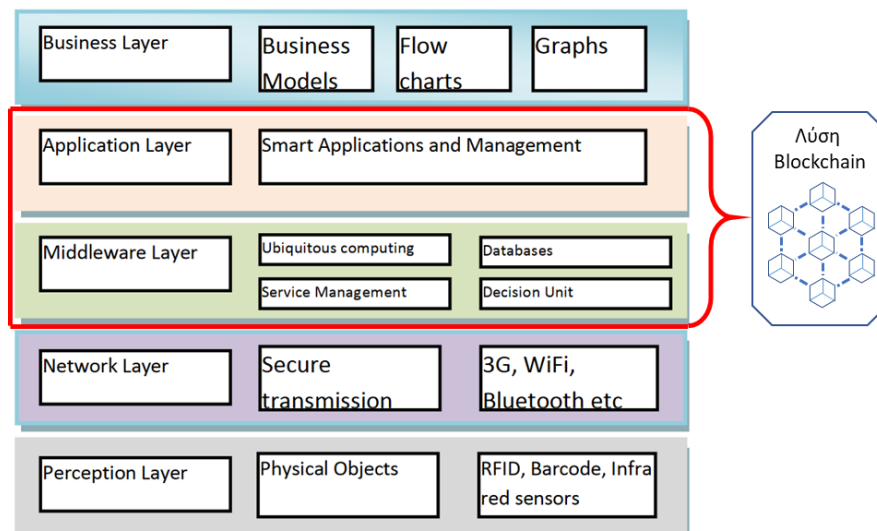 Business Layer
Business
Models
Flow
charts
Graphs
Application Layer
Smart Applications and Management
Λύση
Blockchain
Middleware Layer
Ubiquitous computing
Databases
Service Management
Decision Unit
Network Layer
Secure
transmission
3G, WiFi,
Bluetooth etc
Perception Layer
Physical Objects
RFID, Barcode, Infra
red sensors